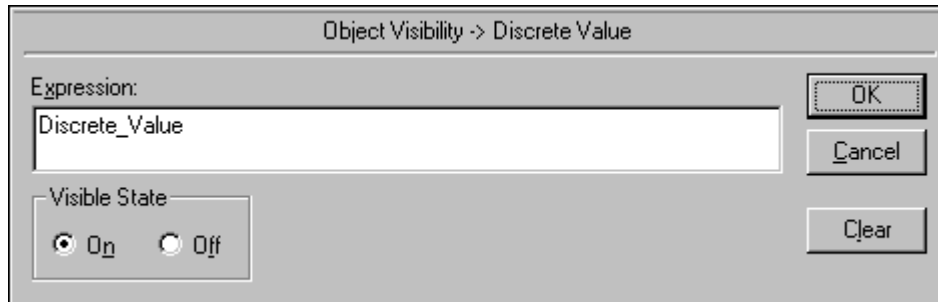 Object Visibility -> Discrete Value
Expression:
Discrete_Value
OK
Cancel
Visible State
On Off
Clear